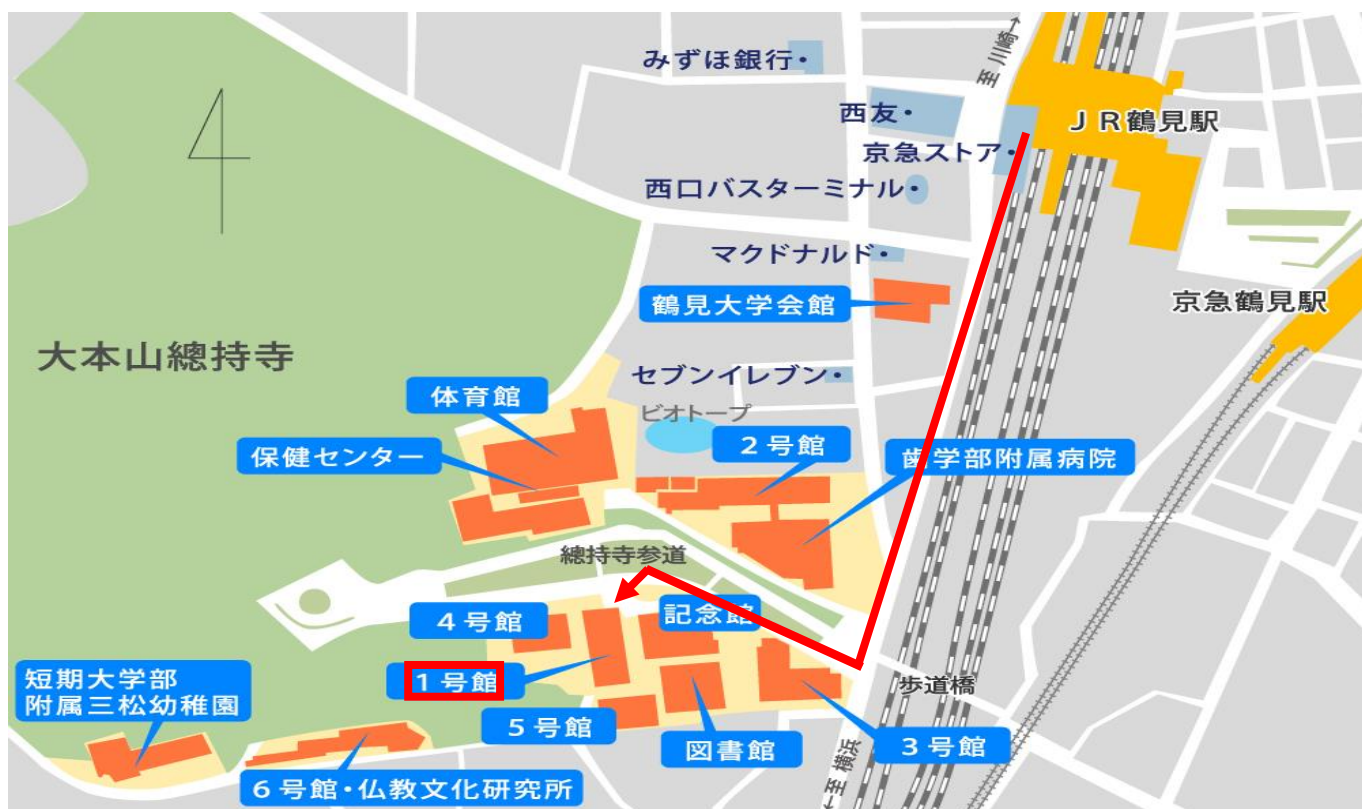 みずほ銀行・
至 川崎→
西友・
JR鶴見駅
京急ストア・
西口バスターミナル・
マクドナルド・
鶴見大学会館
京急鶴見駅
大本山總持寺
セブンイレブン・
体育館
ビオトープ
2号館
保健センター
歯学部附属病院
總持寺参道
4号館
記念館
1号館
短期大学部
附属三松幼稚園
歩道橋
5号館
図書館
3号館
←至 横浜
6号館・仏教文化研究所